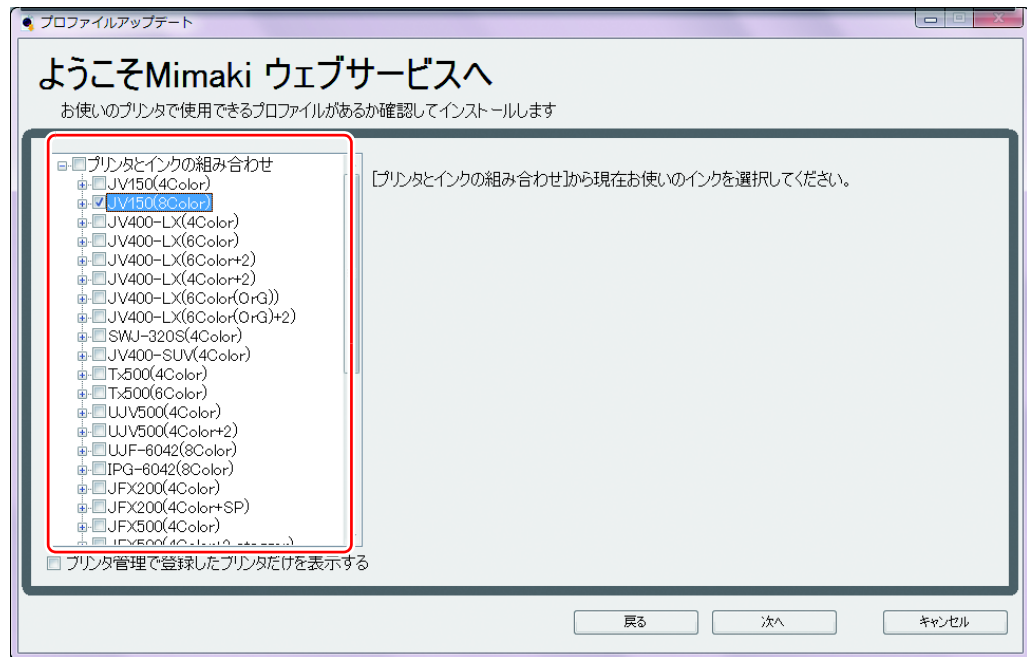 プロファイルアップデート
ようこそMimaki ウェブサービスへ
お使いのプリンタで使用できるプロファイルがあるか確認してインストールします
プリンタとインクの組み合わせ
JV150(4Color)
JV150(8Color)
JV400-LX(4Color)
JV400-LX(6Color)
JV400-LX(6Color+2)
JV400-LX(4Color+2)
JV400-LX(6Color(OrG))
JV400-LX(6Color(OrG)+2)
SWJ-320S(4Color)
JV400-SUV(4Color)
Tx500(4Color)
Tx500(6Color)
UJV500(4Color)
UJV500(4Color+2)
UJF-6042(8Color)
IPG-6042(8Color)
JFX200(4Color)
JFX200(4Color+SP)
JFX500(4Color)
[プリンタとインクの組み合わせ]から現在お使いのインクを選択してください。
プリンタ管理で登録したプリンタだけを表示する
戻る
次へ
キャンセル